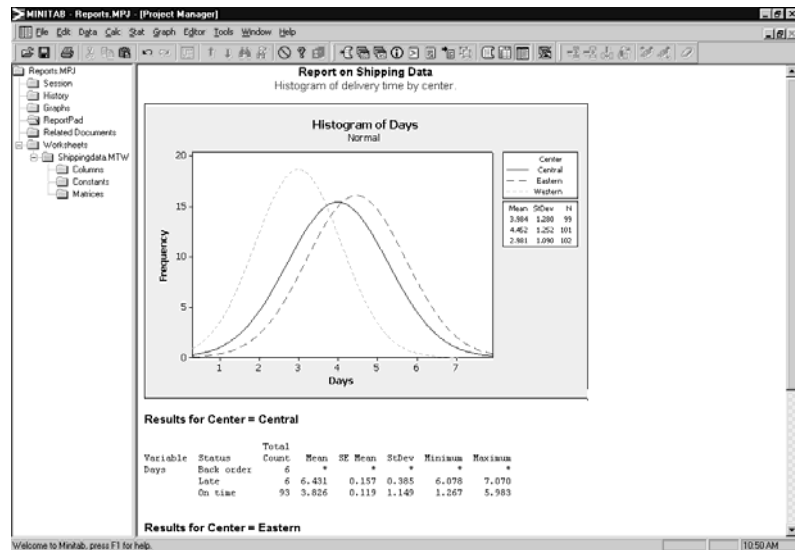 MINITAB - Reports.MPJ - [Project Manager]
File Edit Data Calc Stat Graph Editor Tools Window Help
Reports.MPJ
Session
History
Graphs
ReportPad
Related Documents
Worksheets
Shippingdata.MTW
Columns
Constants
Matrices
Report on Shipping Data
Histogram of delivery time by center.
Histogram of Days
Normal
Frequency
20
15
10
5
0
1 2 3 4 5 6 7
Days
Center
Central
Eastern
Western
Mean StDev N
3.984 1.280 99
4.452 1.252 101
2.981 1.090 102
Results for Center = Central
Total
Variable Status Count Mean SE Mean StDev Minimum Maximum
Days Back order 6 * * * * *
Late 6 6.431 0.157 0.385 6.078 7.070
On time 93 3.826 0.119 1.149 1.267 5.983
Results for Center = Eastern
Welcome to Minitab, press F1 for help.
10:50 AM